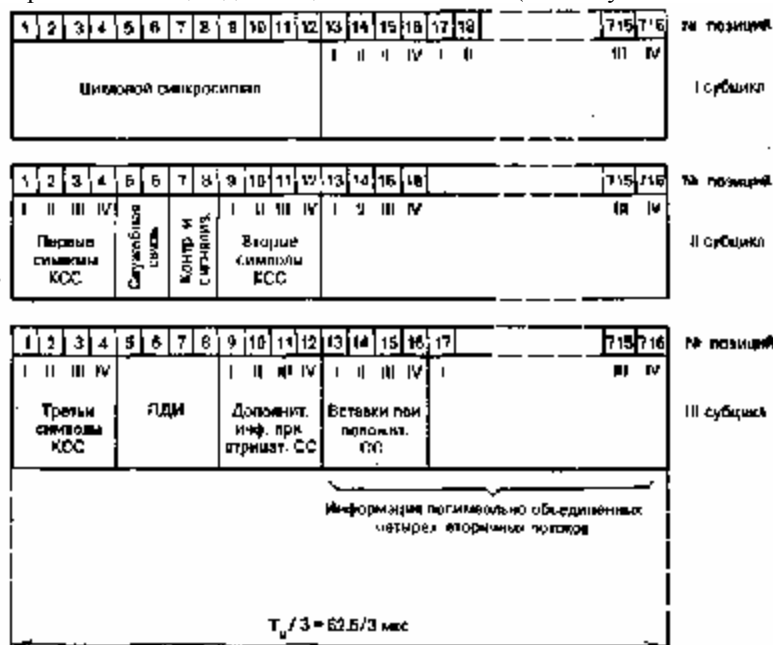 1 2 3 4 5 6 7 8 9 10 11 12 13 14 15 16 17 18 715 716 № позиций
I II II IV I II III IV
Цикловой синхросигнал I субцикл
1 2 3 4 5 6 7 8 9 10 11 12 13 14 15 16 715 716 № позиций
I II III IV I II III IV I II III IV III IV
Первые символы КСС
Служебная связь
Контр и сигнализ.
Вторые символы КСС
II субцикл
1 2 3 4 5 6 7 8 9 10 11 12 13 14 15 16 17 715 716 № позиций
I II III IV I II III IV I II III IV I III IV
Третьи символы КСС
ПДИ
Дополнит. инф. при отрицат. СС
Вставки при положит. СС
III субцикл
Информация посимвольно объединенных
четырех вторичных потоков
Tц / 3 = 62.5/3 мкс